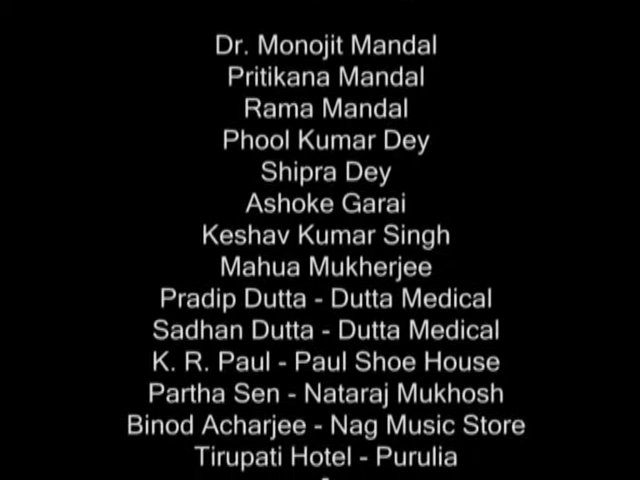 Dr. Monojit Mandal
Pritikana Mandal
Rama Mandal
Phool Kumar Dey
Shipra Dey
Ashoke Garai
Keshav Kumar Singh
Mahua Mukherjee
Pradip Dutta - Dutta Medical
Sadhan Dutta - Dutta Medical
K. R. Paul - Paul Shoe House
Partha Sen - Nataraj Mukhosh
Binod Acharjee - Nag Music Store
Tirupati Hotel - Purulia